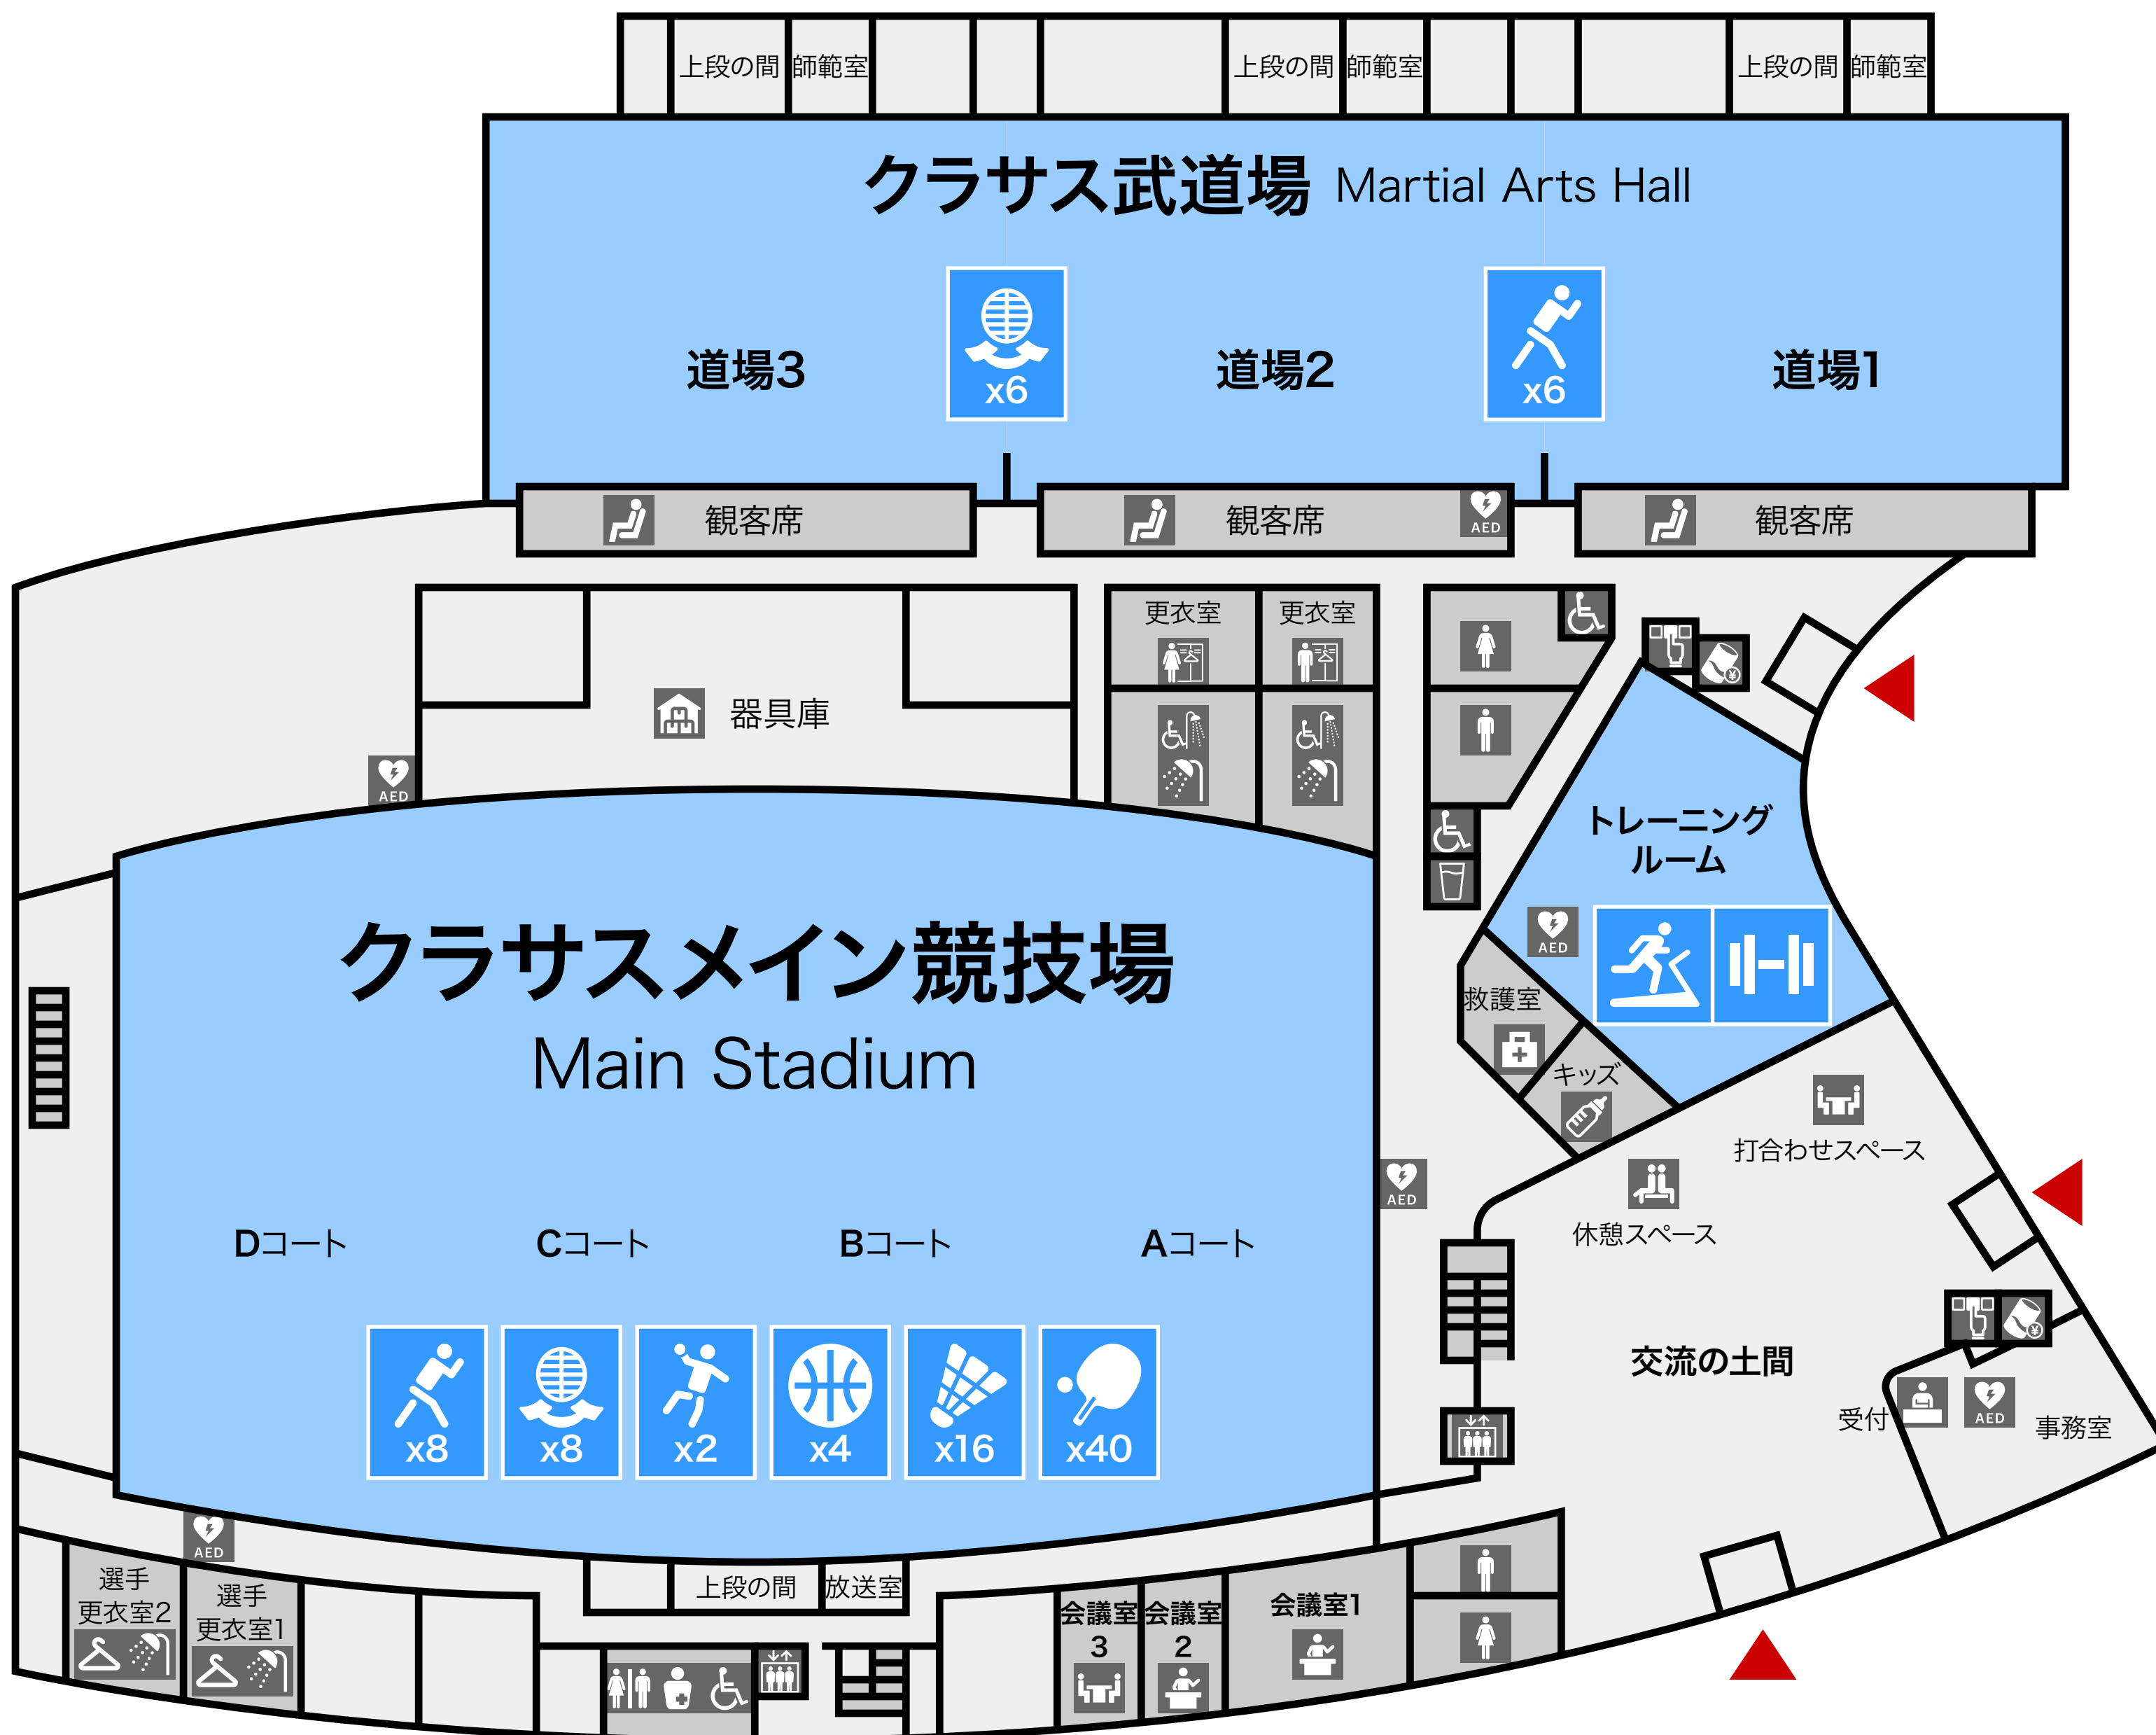 上段の間 師範室 上段の間 師範室 上段の間 師範室
クラサス武道場 Martial Arts Hall
道場3 x6 道場2 x6 道場1
観客席 観客席 AED 観客席
更衣室 更衣室
器具庫
AED
トレーニング
ルーム
AED
クラサスメイン競技場
Main Stadium
救護室
キッズ
打合わせスペース
AED
休憩スペース
Dコート Cコート Bコート Aコート
交流の土間
x8 x8 x2 x4 x16 x40
受付 AED 事務室
AED
選手
更衣室2
選手
更衣室1
上段の間 放送室
会議室
3
会議室
2
会議室1